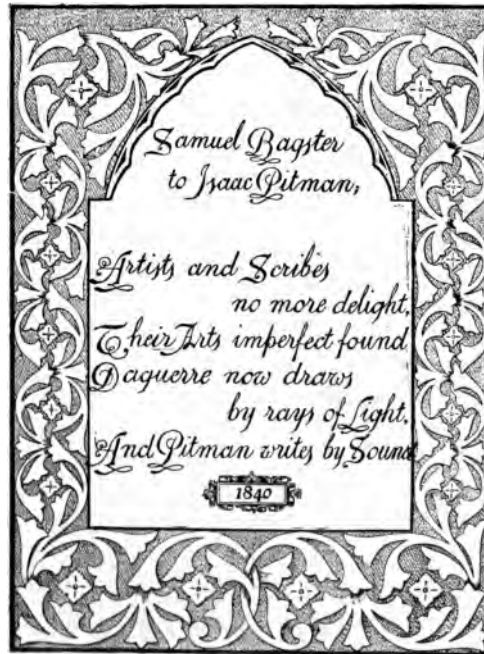 Samuel Bagster
to Isaac Pitman,
Artists and Scribes
no more delight,
Their Arts imperfect found
Daguerre now draws
by rays of Light,
And Pitman writes by Sound
1840